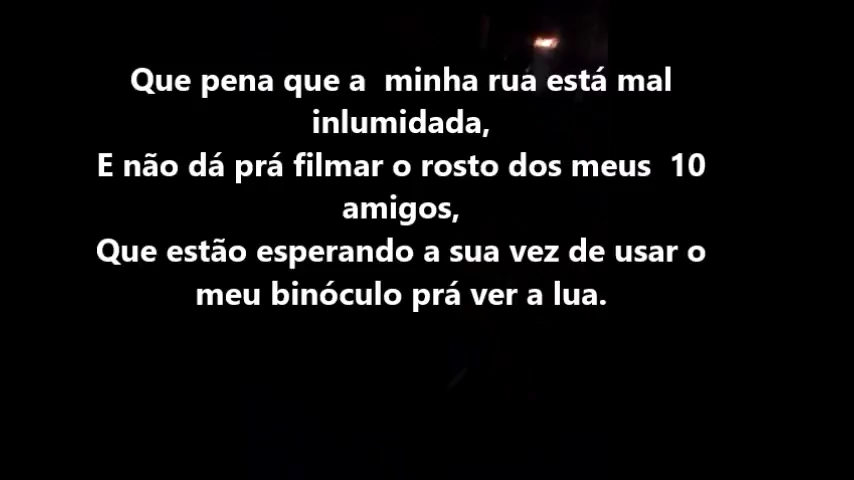 Que pena que a  minha rua está mal
inlumidada,
E não dá prá filmar o rosto dos meus  10
amigos,
Que estão esperando a sua vez de usar o
meu binóculo prá ver a lua.